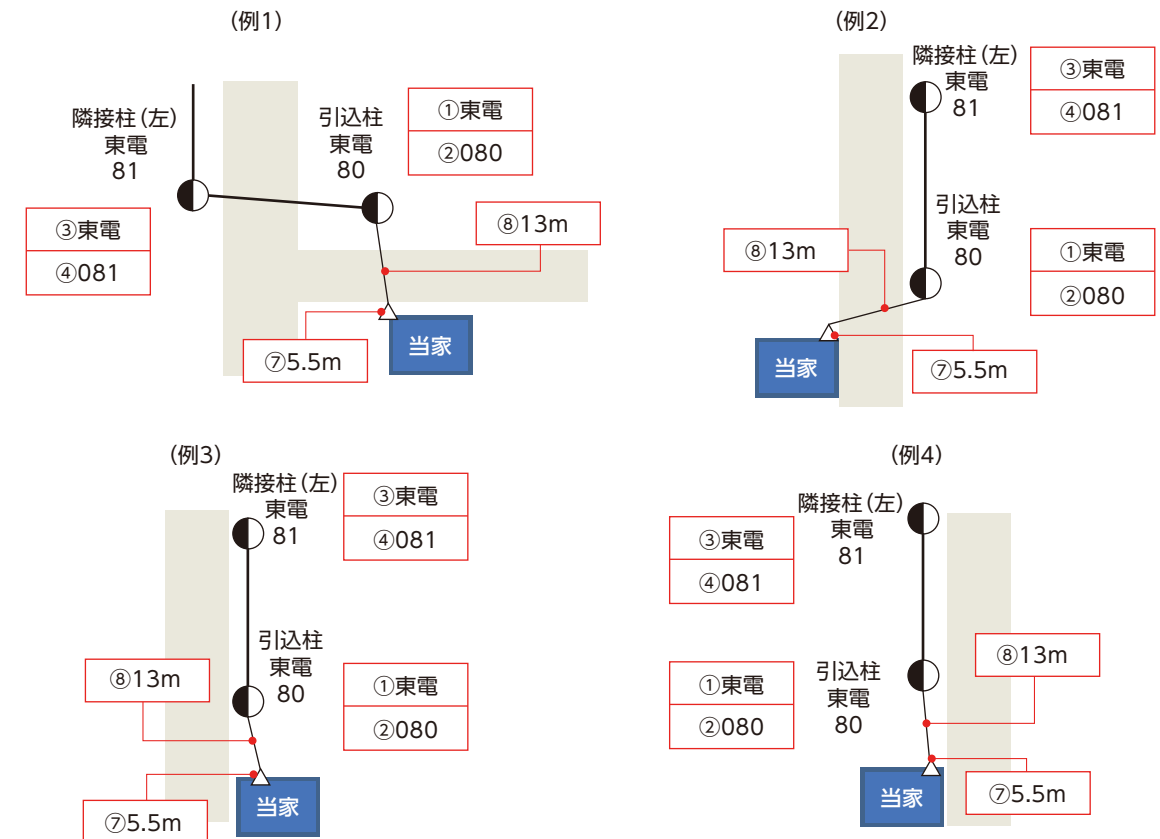 (例1)
隣接柱(左)
東電
81
引込柱
東電
80
①東電
②080
③東電
④081
⑧13m
⑦5.5m
当家
(例2)
隣接柱(左)
東電
81
③東電
④081
引込柱
東電
80
⑧13m
①東電
②080
当家
⑦5.5m
(例3)
隣接柱(左)
東電
81
③東電
④081
引込柱
東電
80
⑧13m
①東電
②080
当家
⑦5.5m
(例4)
隣接柱(左)
東電
81
③東電
④081
⑧13m
①東電
②080
引込柱
東電
80
当家
⑦5.5m